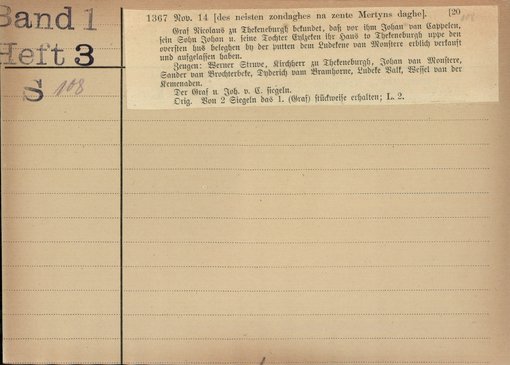 Band 1
Heft 3
S 108
1367 Nov. 14 [des neisten zondaghes na zente Mertyns daghe]. [20
Graf Nicolaus zu Thekeneburgh bekundet, daß vor ihm Johan van Cappelen,
sein Sohn Johan u. seine Tochter Eylzeken ihr Haus to Thekeneburgh uppe den
oversten hus beleghen by der putten dem Ludekene van Monstere erblich verkauft
und aufgelassen haben.
Zeugen: Werner Struwe, Kirchherr zu Thekeneburgh, Johan van Monstere,
Sander van Brochterbeke, Dyderich vam Bramhorne, Ludeke Valk, Wessel van der
Kemenaden.
Der Graf u. Joh. v. C. siegeln.
Orig. Von 2 Siegeln das 1. (Graf) stückweise erhalten; L. 2.